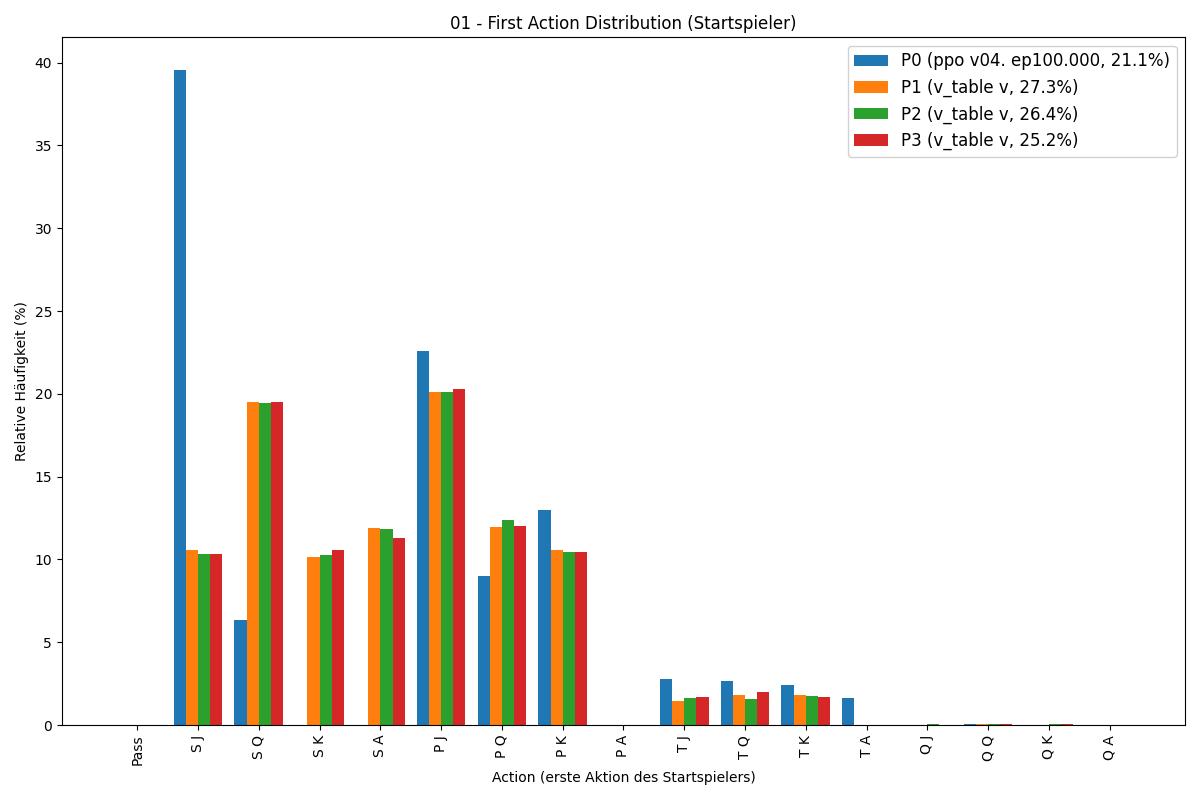 01 - First Action Distribution (Startspieler)
P0 (ppo v04. ep100.000, 21.1%)
P1 (v_table v, 27.3%)
P2 (v_table v, 26.4%)
P3 (v_table v, 25.2%)
Relative Häufigkeit (%)
40
35
30
25
20
15
10
5
0
Pass
S J
S Q
S K
S A
P J
P Q
P K
P A
T J
T Q
T K
T A
Q J
Q Q
Q K
Q A
Action (erste Aktion des Startspielers)